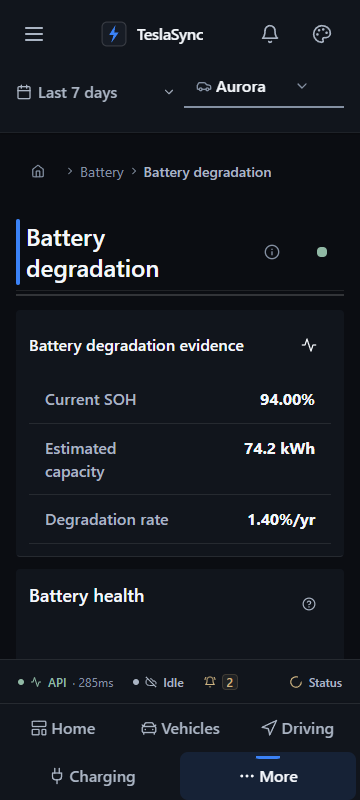 TeslaSync
Last 7 days
Aurora
Battery
Battery degradation
Battery
degradation
Battery degradation evidence
Current SOH
94.00%
Estimated
capacity
74.2 kWh
Degradation rate
1.40%/yr
Battery health
API · 285ms
Idle
2
Status
Home
Vehicles
Driving
Charging
More